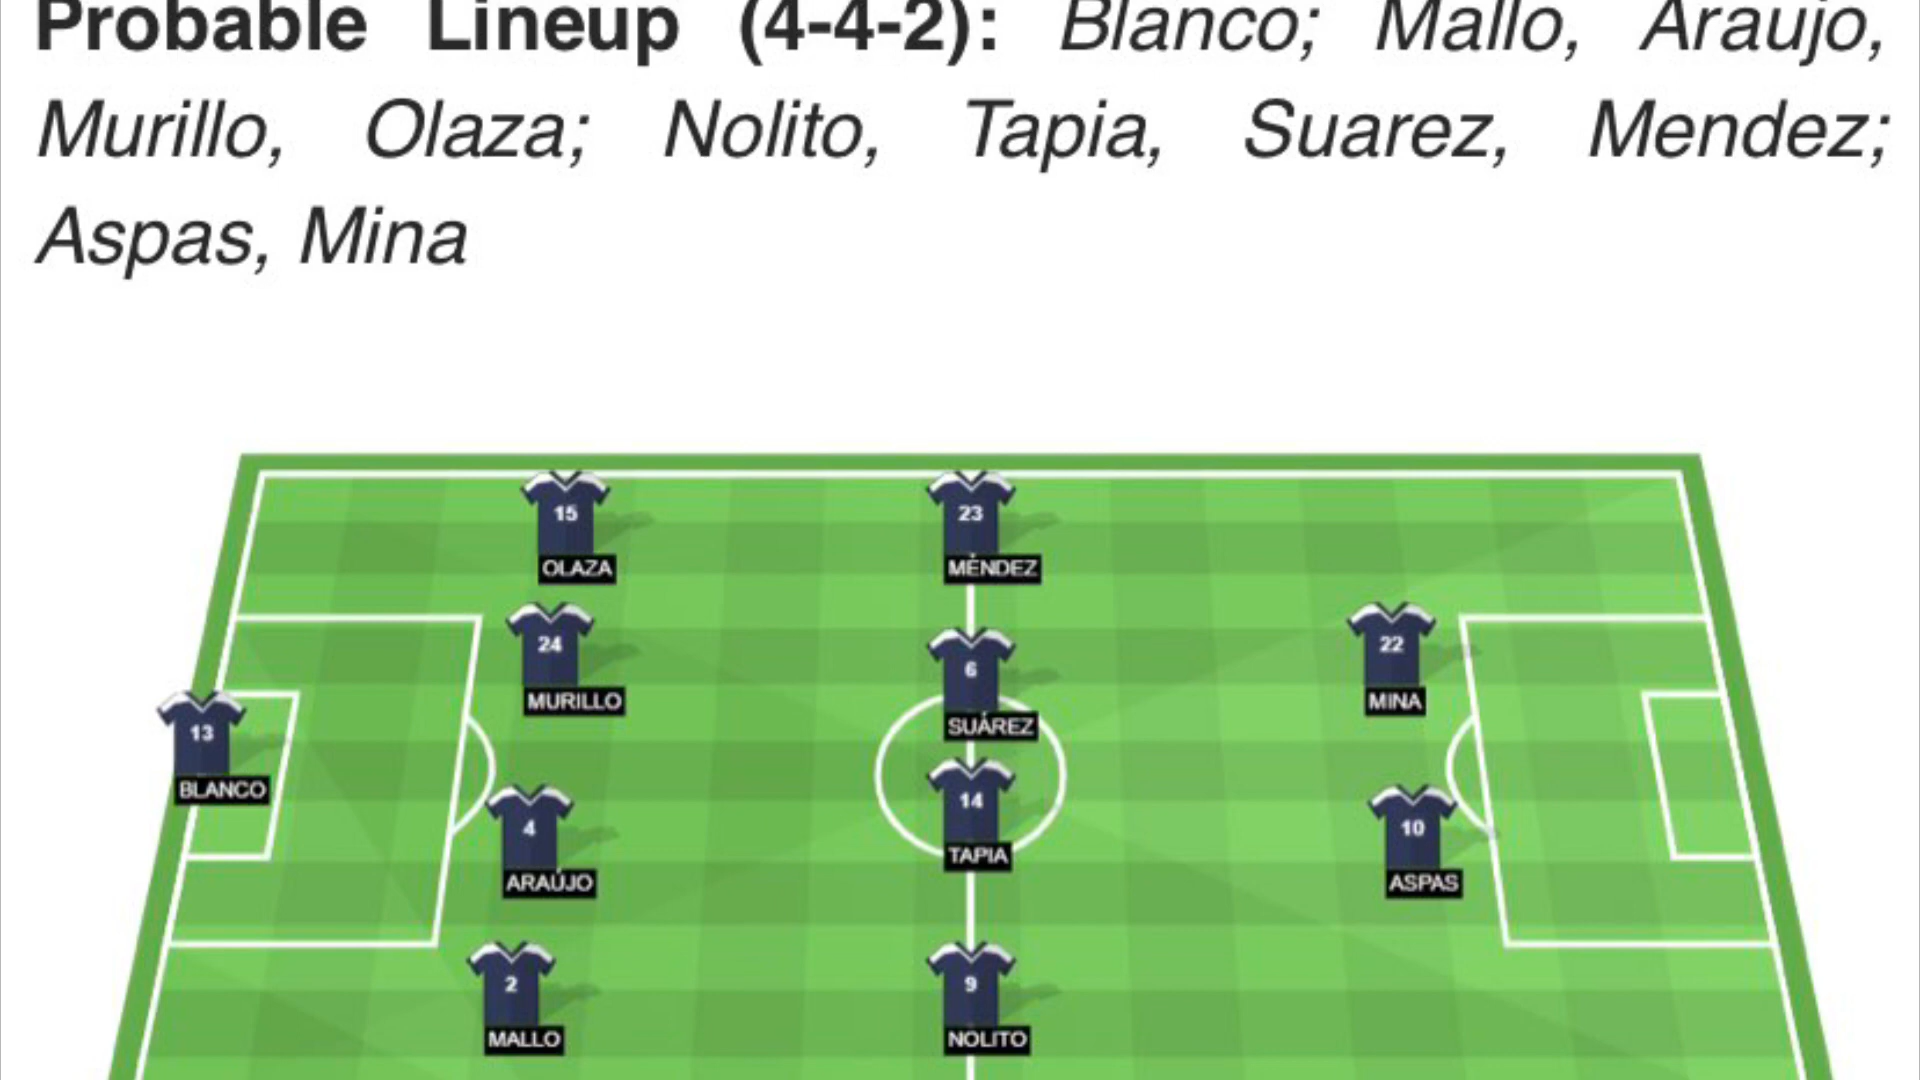 Probable Lineup (4-4-2): Blanco; Mallo, Araujo,
Murillo, Olaza; Nolito, Tapia, Suarez, Mendez;
Aspas, Mina
15
OLAZA
23
MÉNDEZ
24
MURILLO
22
MINA
6
SUÁREZ
13
BLANCO
14
TAPIA
4
ARAÚJO
10
ASPAS
2
MALLO
9
NOLITO